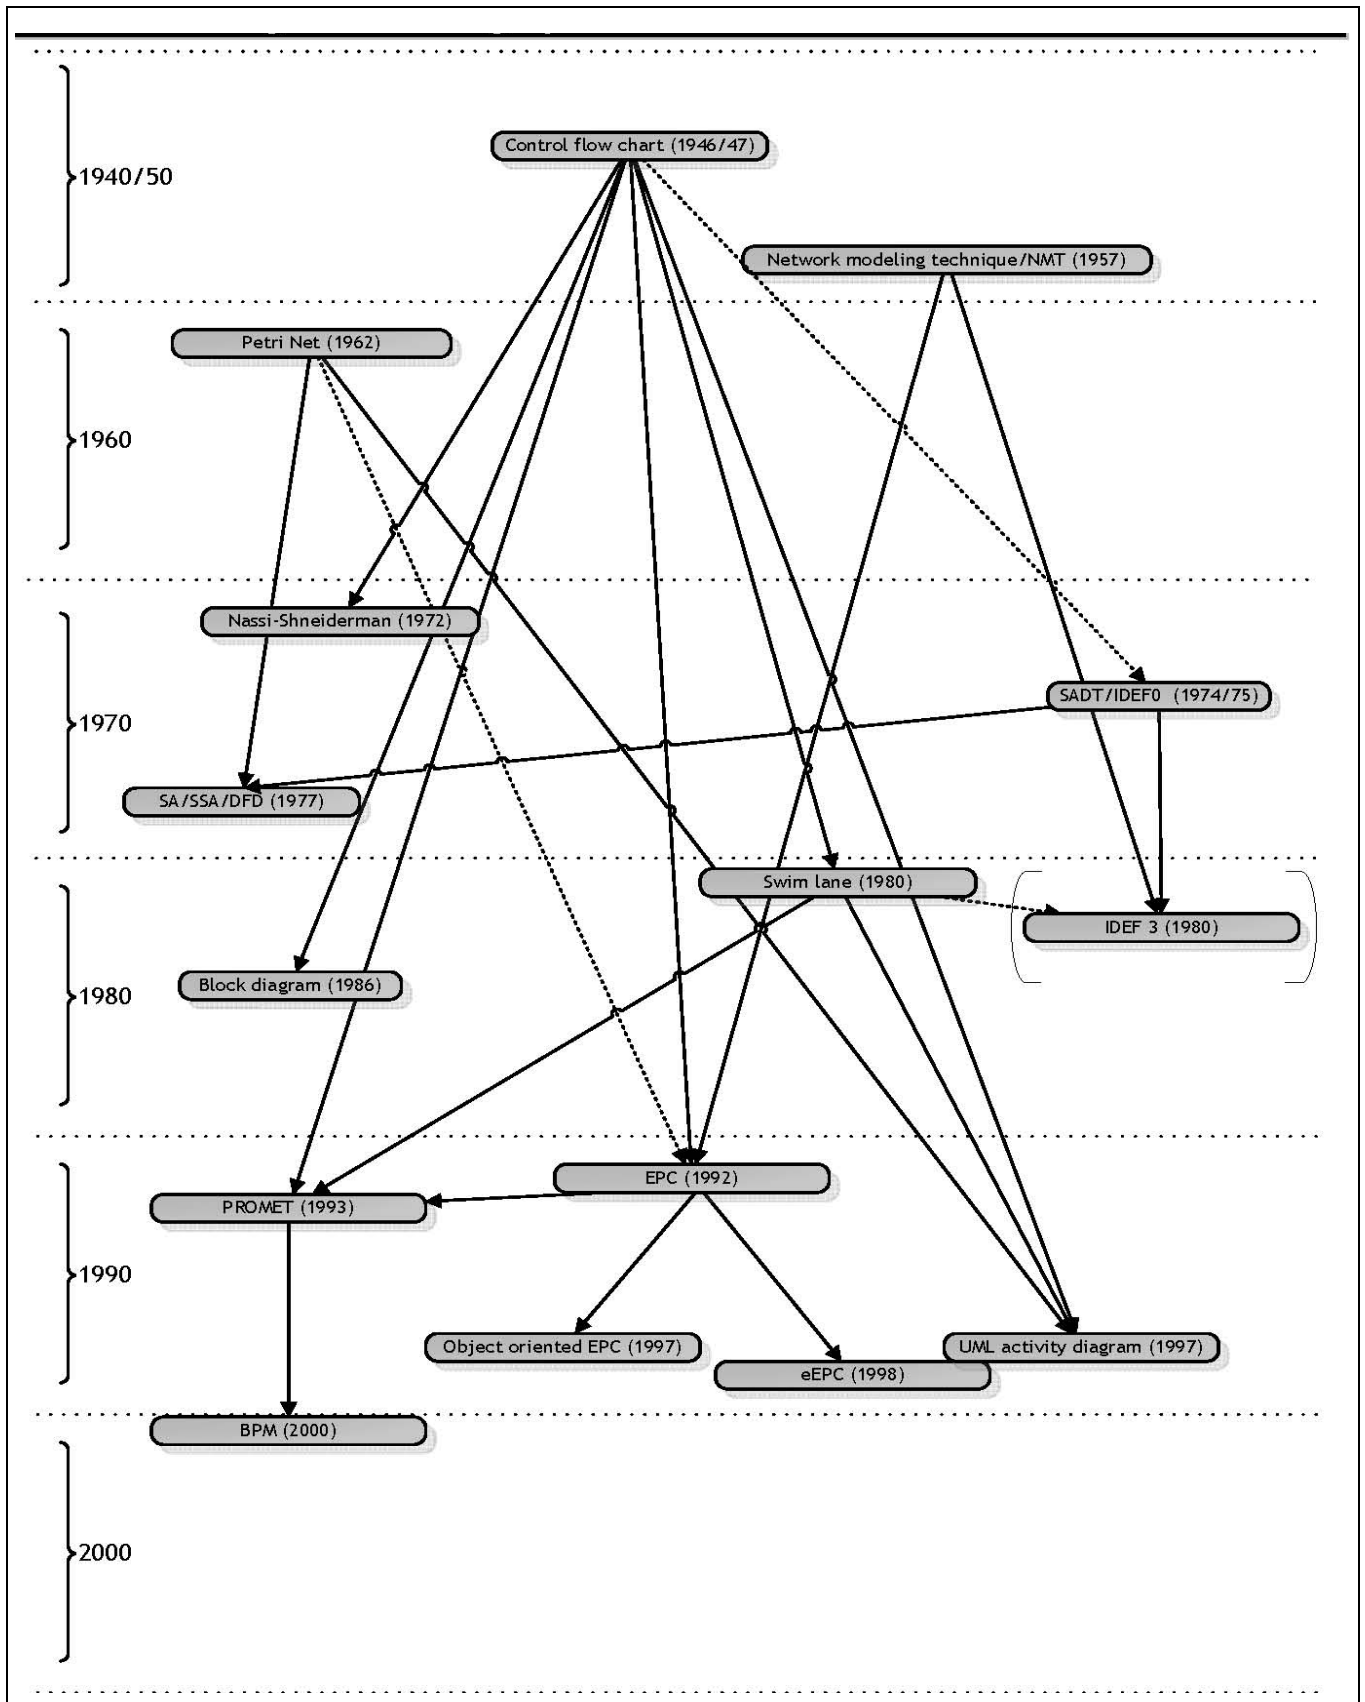 Control flow chart (1946/47)
1940/50
Network modeling technique/NMT (1957)
Petri Net (1962)
1960
Nassi-Shneiderman (1972)
SADT/IDEF0 (1974/75)
1970
SA/SSA/DFD (1977)
Swim lane (1980)
IDEF 3 (1980)
Block diagram (1986)
1980
EPC (1992)
PROMET (1993)
1990
Object oriented EPC (1997)
UML activity diagram (1997)
eEPC (1998)
BPM (2000)
2000